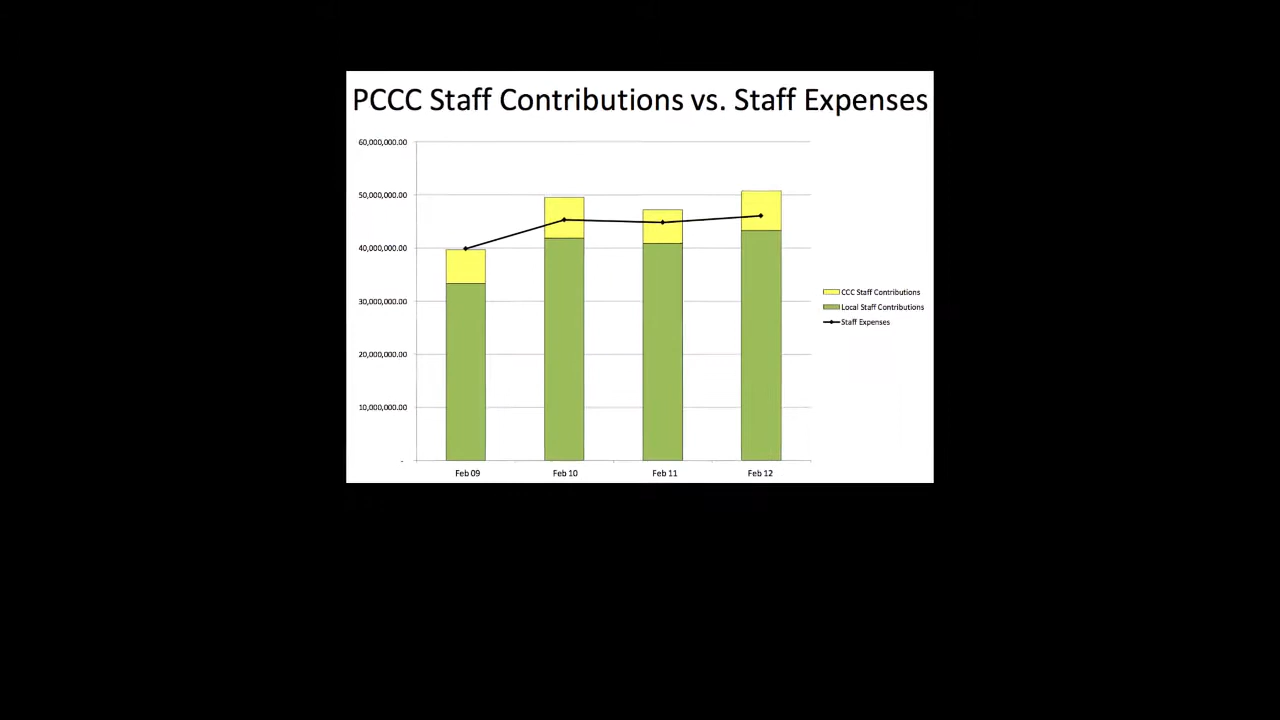 PCCC Staff Contributions vs. Staff Expenses
60,000,000.00
50,000,000.00
40,000,000.00
30,000,000.00
20,000,000.00
10,000,000.00
-
Feb 09 Feb 10 Feb 11 Feb 12
CCC Staff Contributions
Local Staff Contributions
Staff Expenses